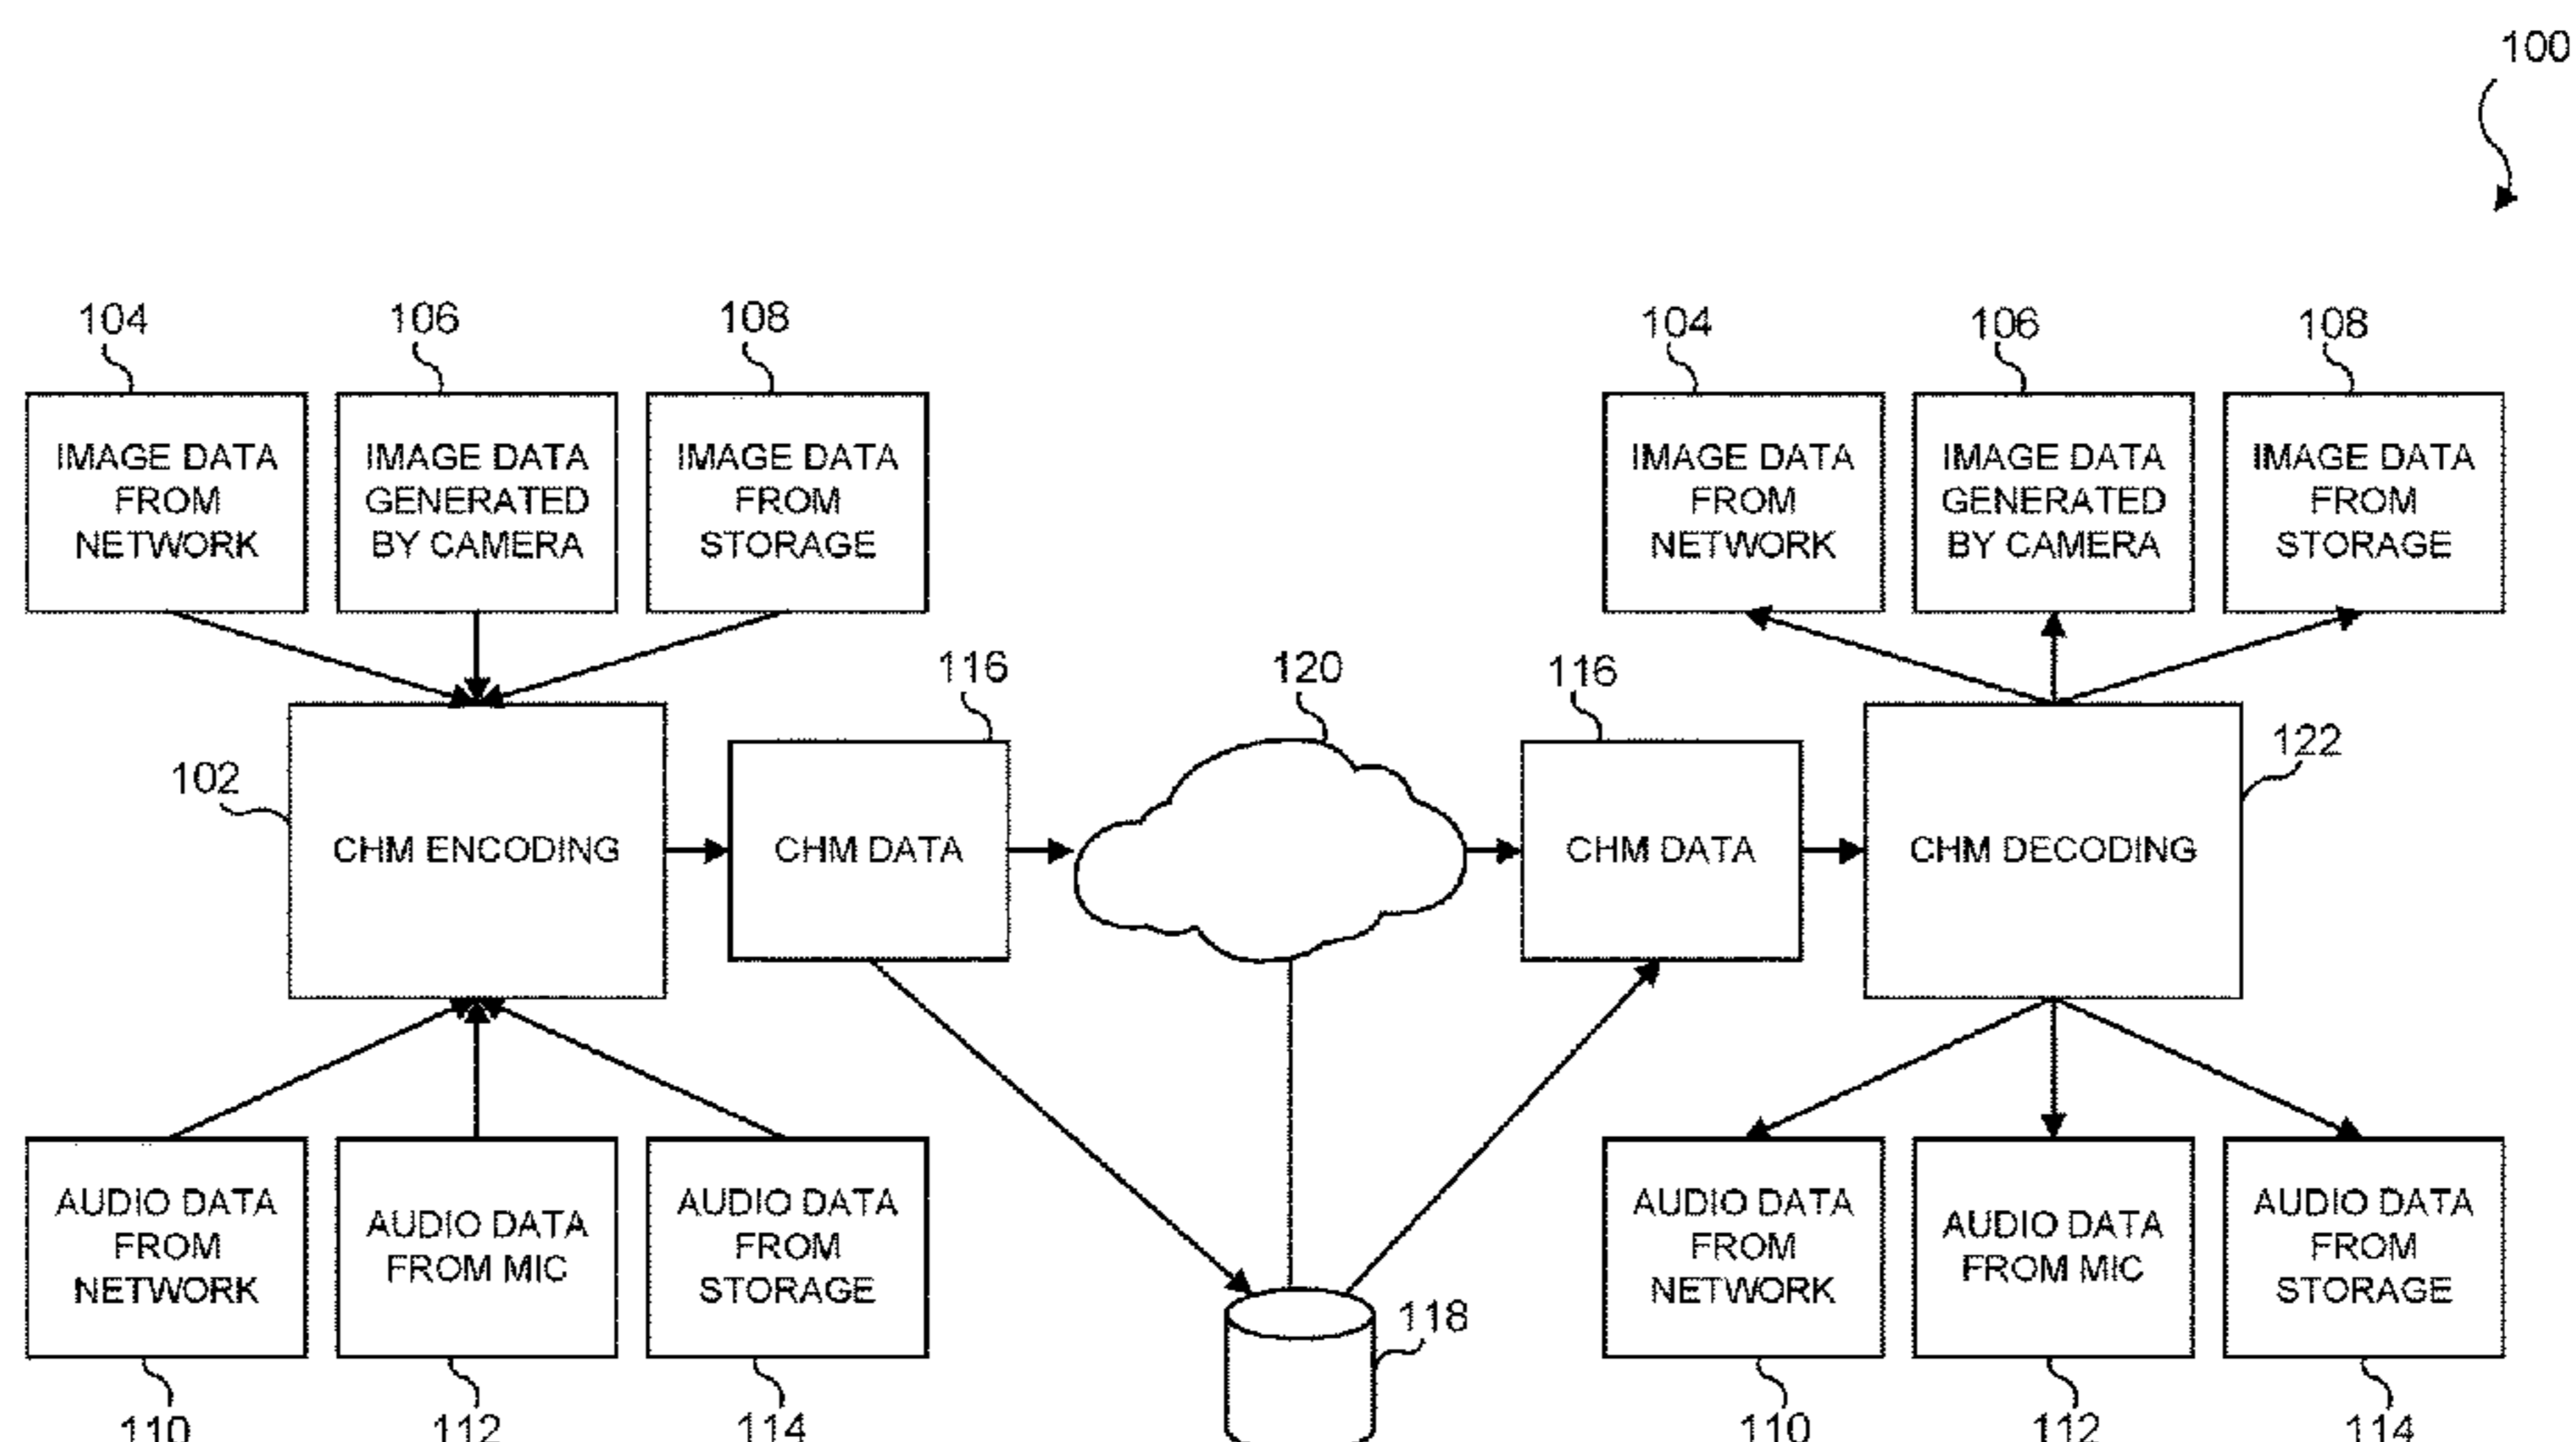 100
104
106
108
104
106
108
IMAGE DATA
FROM
NETWORK
IMAGE DATA
GENERATED
BY CAMERA
IMAGE DATA
FROM
STORAGE
IMAGE DATA
FROM
NETWORK
IMAGE DATA
GENERATED
BY CAMERA
IMAGE DATA
FROM
STORAGE
116
120
116
102
122
CHM ENCODING
CHM DATA
CHM DATA
CHM DECODING
AUDIO DATA
FROM
NETWORK
AUDIO DATA
FROM MIC
AUDIO DATA
FROM
STORAGE
118
AUDIO DATA
FROM
NETWORK
AUDIO DATA
FROM MIC
AUDIO DATA
FROM
STORAGE
110
112
114
110
112
114